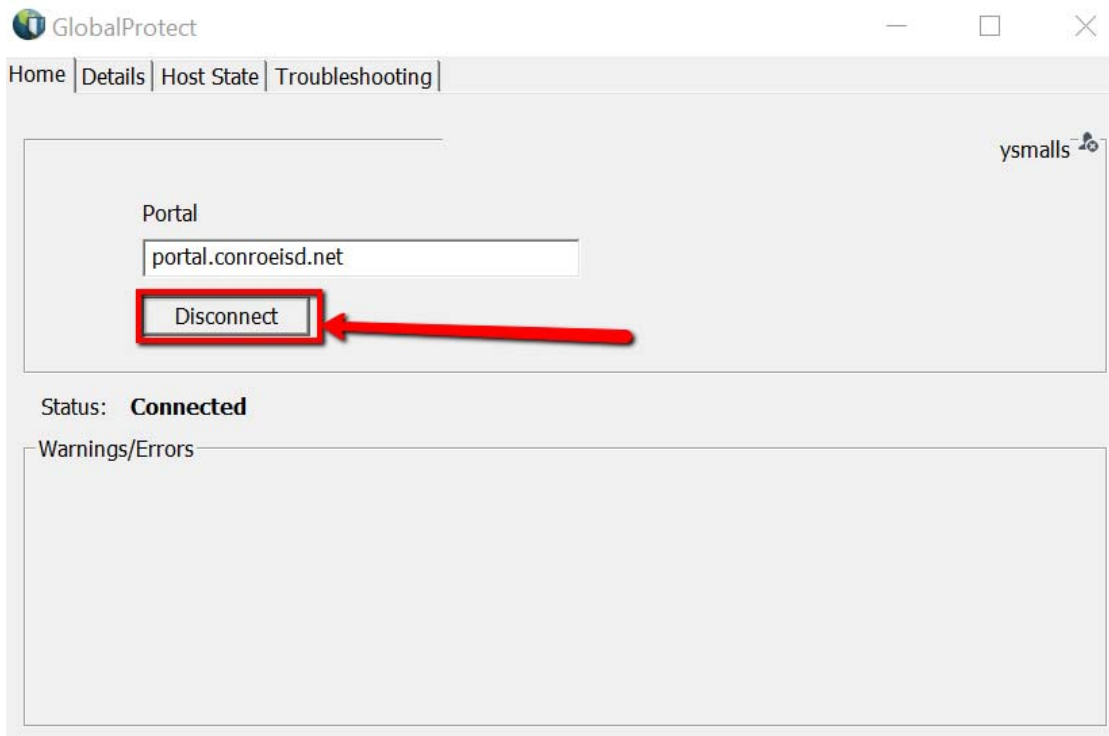 GlobalProtect
Home Details Host State Troubleshooting
ysmalls
Portal
portal.conroeisd.net
Disconnect
Status: Connected
Warnings/Errors